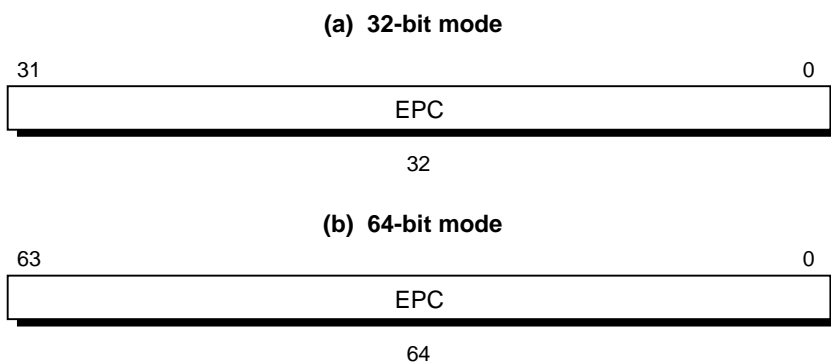 (a) 32-bit mode
31 0
EPC
32
(b) 64-bit mode
63 0
EPC
64